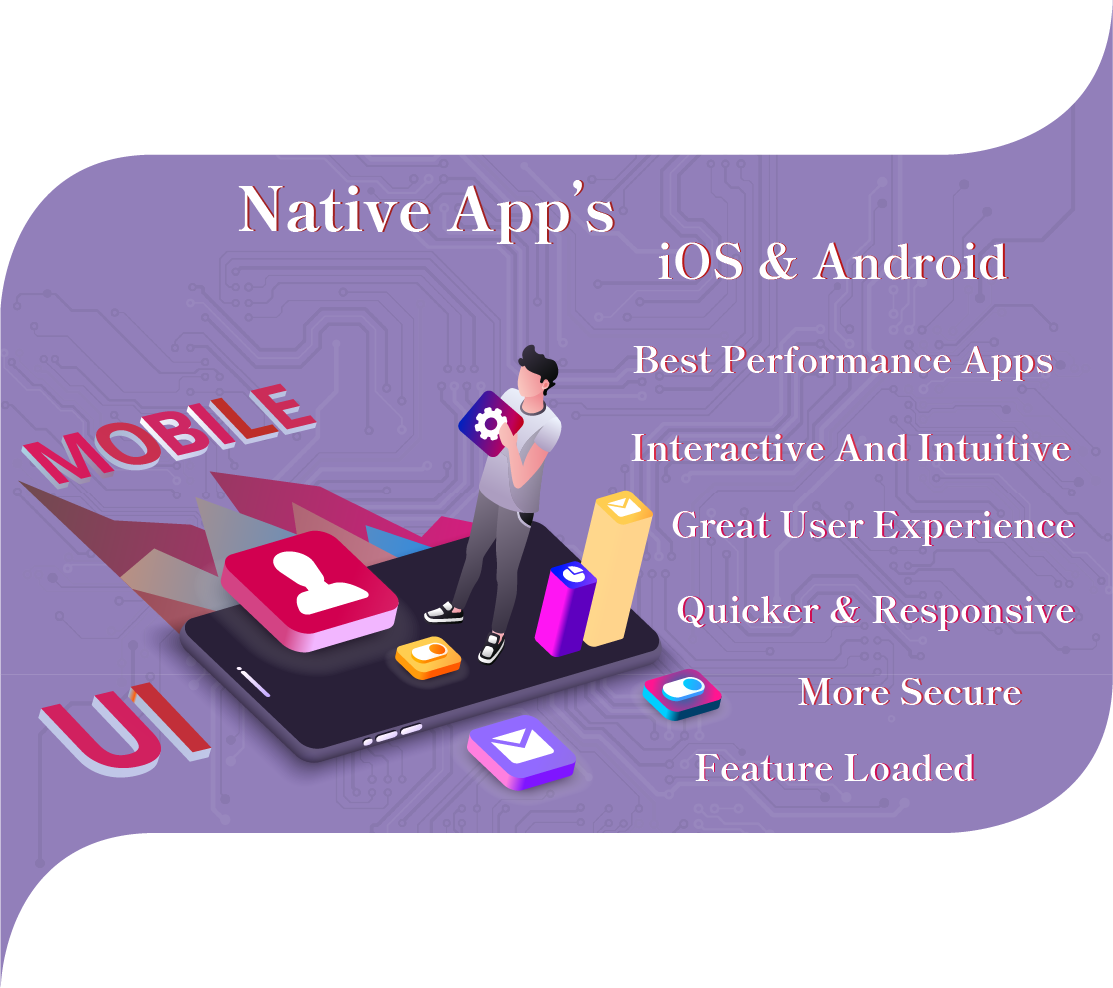 Native App’s
iOS & Android
Best Performance Apps
MOBILE
Interactive And Intuitive
Great User Experience
Quicker & Responsive
More Secure
UI
Feature Loaded